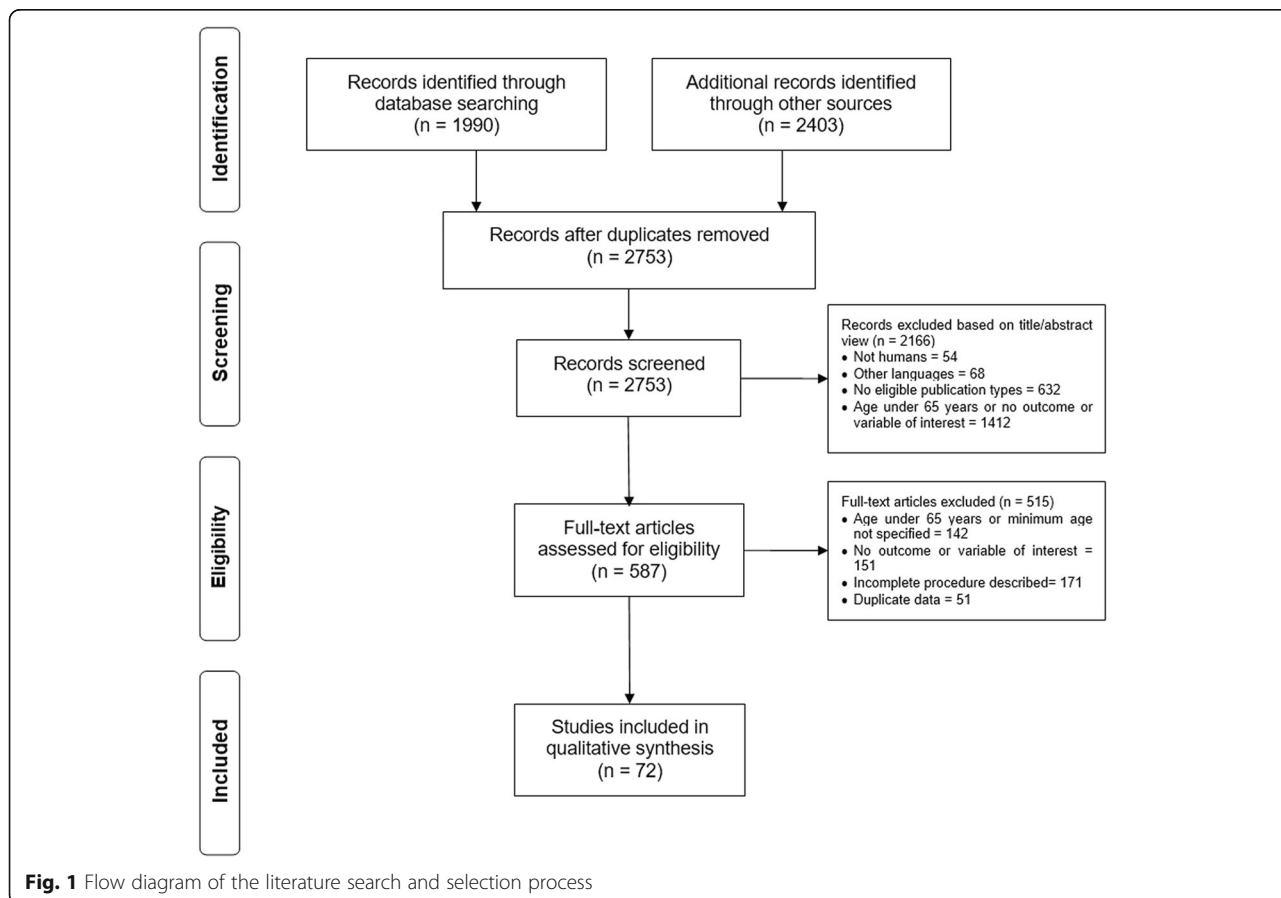 Identification
Records identified through
database searching
(n = 1990)
Additional records identified
through other sources
(n = 2403)
Screening
Records after duplicates removed
(n = 2753)
Records screened
(n = 2753)
Records excluded based on title/abstract
view (n = 2166)
• Not humans = 54
• Other languages = 68
• No eligible publication types = 632
• Age under 65 years or no outcome or
variable of interest = 1412
Eligibility
Full-text articles
assessed for eligibility
(n = 587)
Full-text articles excluded (n = 515)
• Age under 65 years or minimum age
not specified = 142
• No outcome or variable of interest =
151
• Incomplete procedure described= 171
• Duplicate data = 51
Included
Studies included in
qualitative synthesis
(n = 72)
Fig. 1 Flow diagram of the literature search and selection process